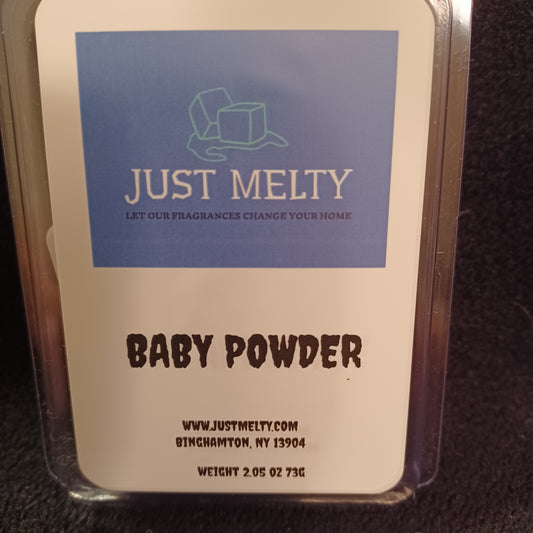 JUST MELTY
LET OUR FRAGRANCES CHANGE YOUR HOME
BABY POWDER
WWW.JUSTMELTY.COM
BINGHAMTON, NY 13904
WEIGHT 2.05 OZ 73G